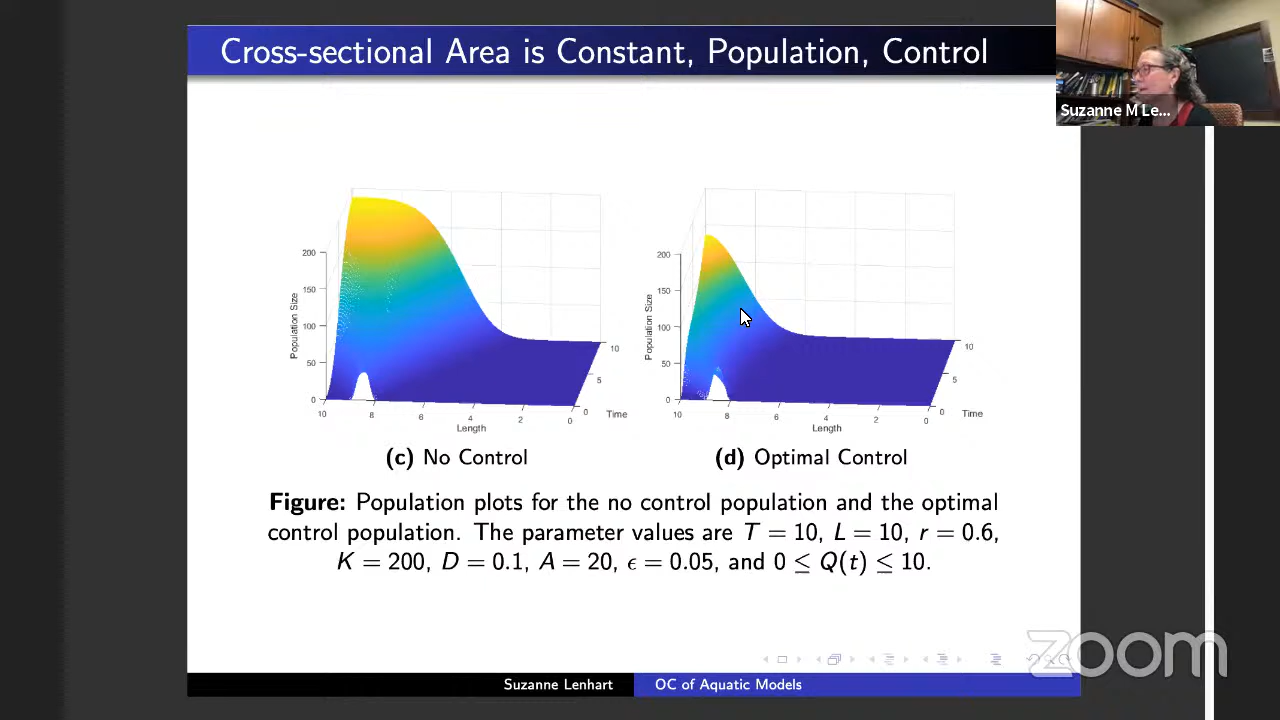 Cross-sectional Area is Constant, Population, Control
Suzanne M Le...
200
150
100
50
0
Population Size
10
8
6
4
2
0
Length
0
5
10
Time
200
150
100
50
0
Population Size
10
8
6
4
2
0
Length
0
5
10
Time
(c) No Control
(d) Optimal Control
Figure: Population plots for the no control population and the optimal
control population. The parameter values are T = 10, L = 10, r = 0.6,
K = 200, D = 0.1, A = 20, ϵ = 0.05, and 0 ≤ Q(t) ≤ 10.
zoom
Suzanne Lenhart
OC of Aquatic Models